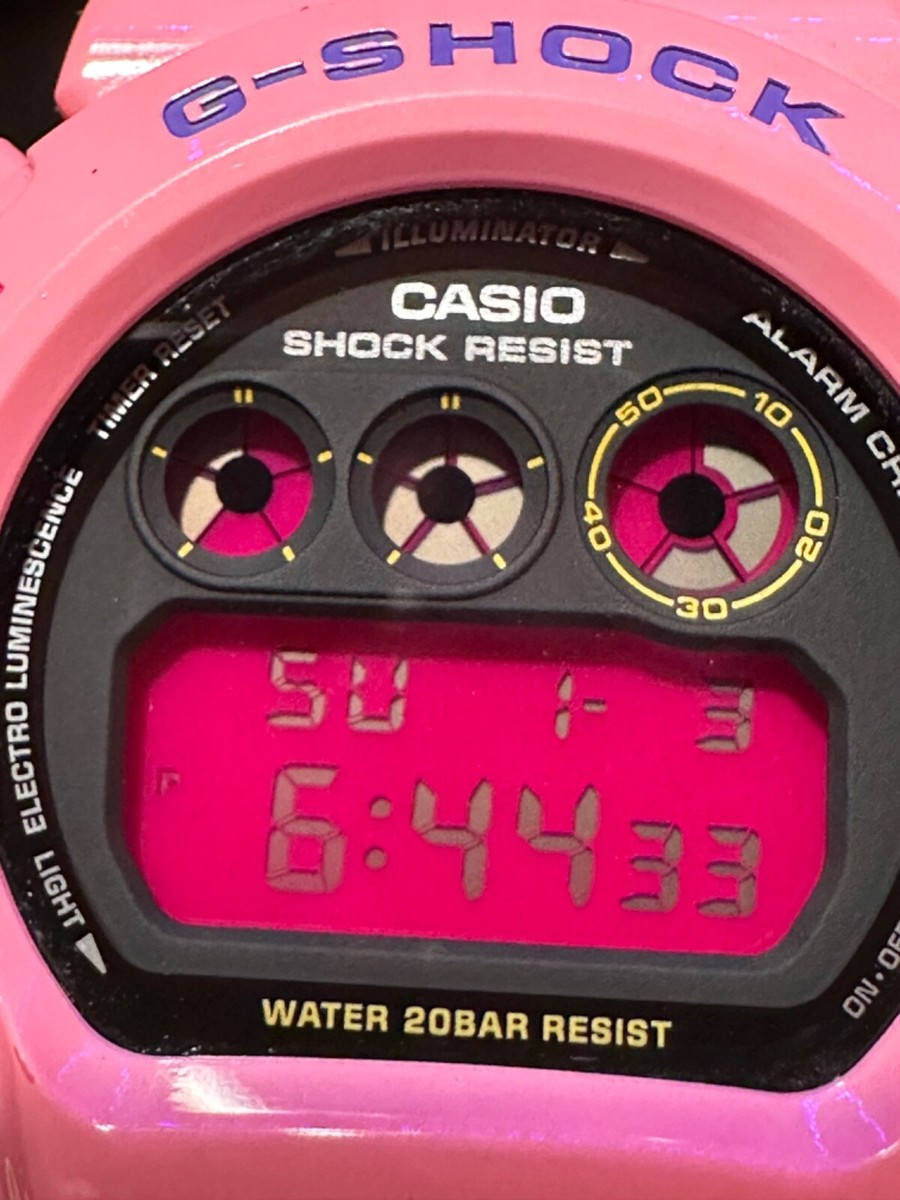 G-SHOCK
ILLUMINATOR
CASIO
SHOCK RESIST
TIMER RESET
ALARM
ELECTRO LUMINESCENCE
LIGHT
50 10
40 20
30
SU 1-3
P 6:44 33
WATER 20BAR RESIST